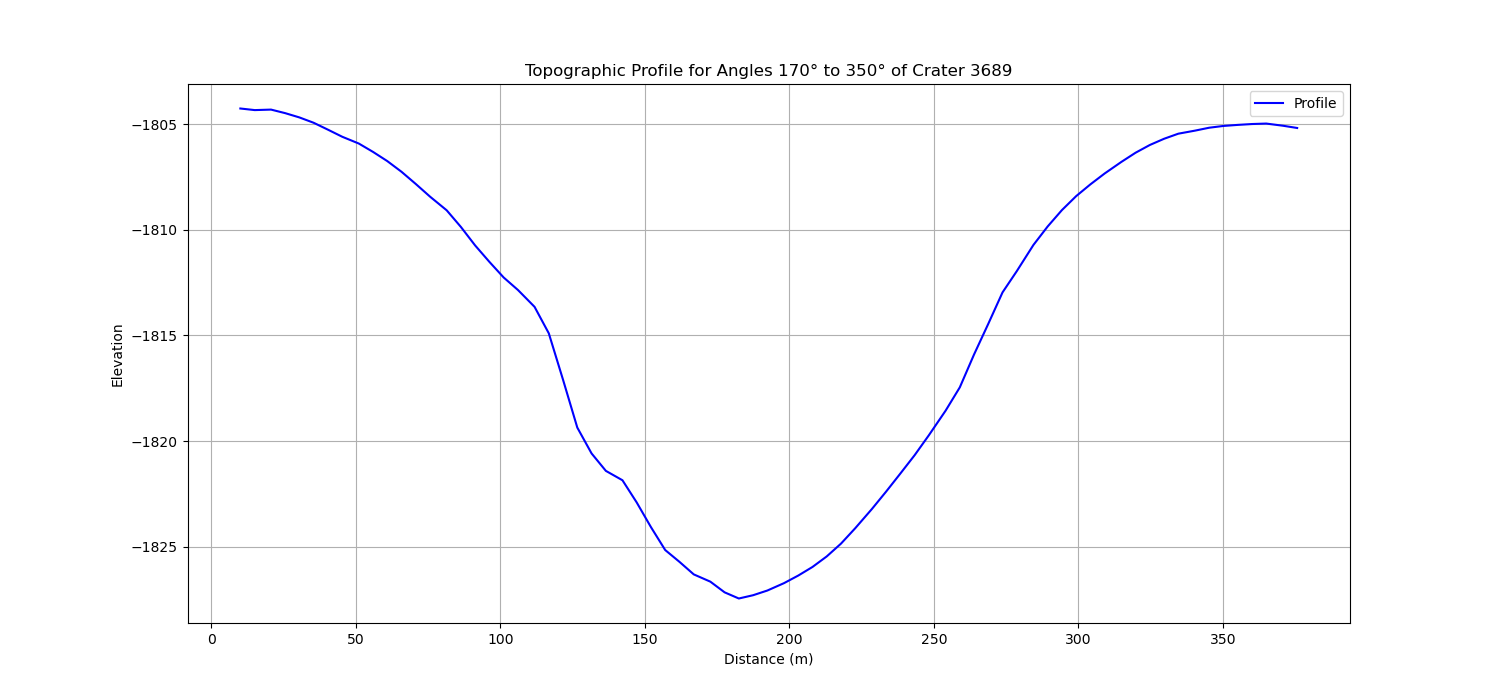 Topographic Profile for Angles 170° to 350° of Crater 3689
Profile
Elevation
−1805
−1810
−1815
−1820
−1825
0 50 100 150 200 250 300 350
Distance (m)